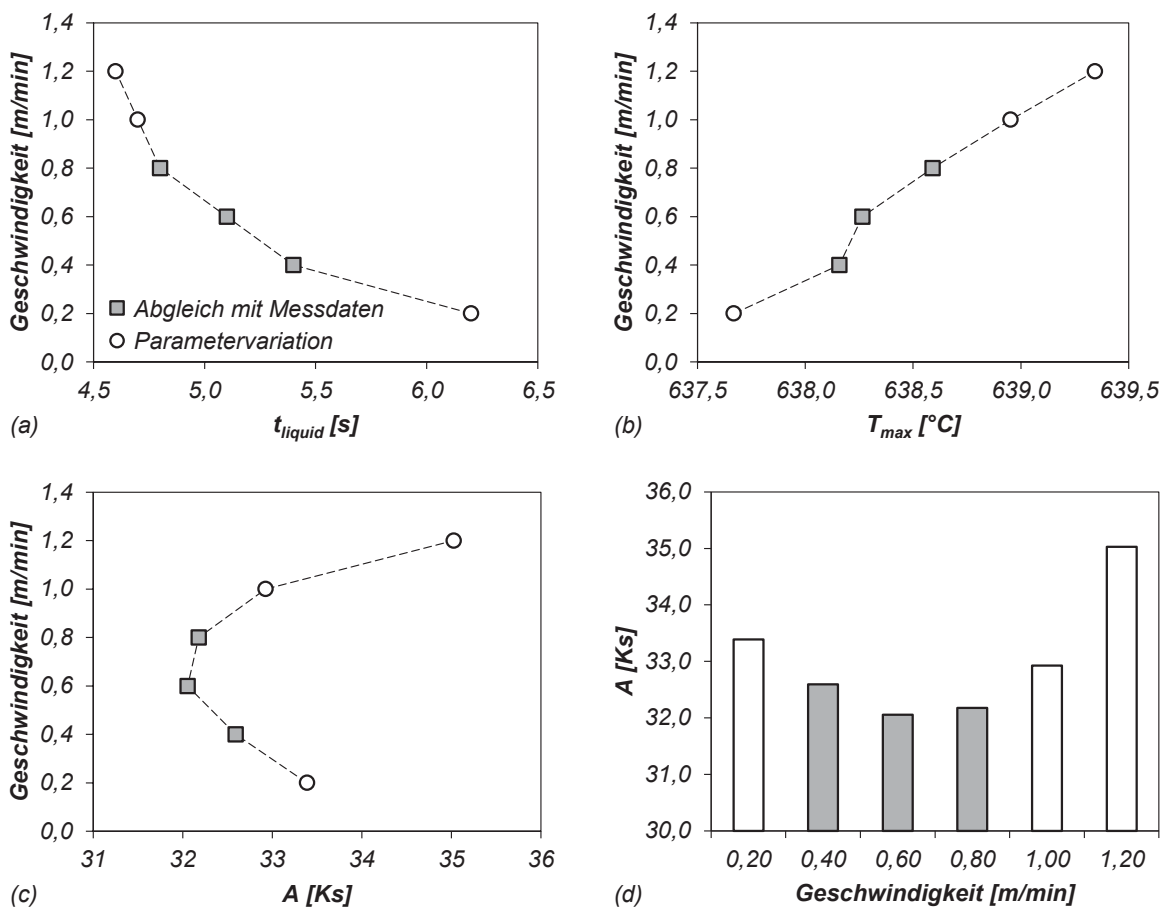 1,4
1,2
1,0
0,8
0,6
0,4
0,2
0,0
Geschwindigkeit [m/min]
Abgleich mit Messdaten
Parametervariation
4,5 5,0 5,5 6,0 6,5
(a) t_liquid [s]
1,4
1,2
1,0
0,8
0,6
0,4
0,2
0,0
Geschwindigkeit [m/min]
637,5 638,0 638,5 639,0 639,5
(b) T_max [°C]
1,4
1,2
1,0
0,8
0,6
0,4
0,2
0,0
Geschwindigkeit [m/min]
31 32 33 34 35 36
(c) A [Ks]
36,0
35,0
34,0
33,0
32,0
31,0
30,0
A [Ks]
0,20 0,40 0,60 0,80 1,00 1,20
(d) Geschwindigkeit [m/min]